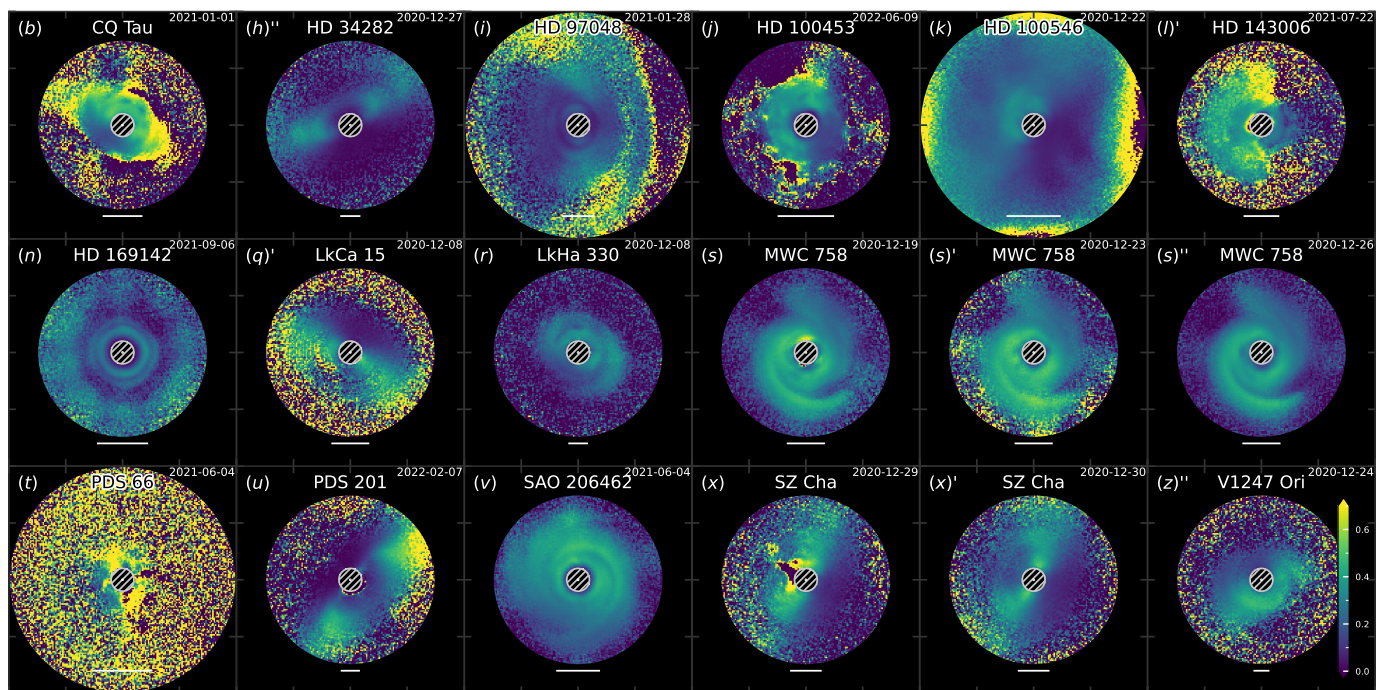 (b) CQ Tau 2021-01-01
(h)'' HD 34282 2020-12-27
(i) HD 97048 2021-01-28
(j) HD 100453 2022-06-09
(k) HD 100546 2020-12-22
(l)' HD 143006 2021-07-22
(n) HD 169142 2021-09-06
(q)' LkCa 15 2020-12-08
(r) LkHa 330 2020-12-08
(s) MWC 758 2020-12-19
(s)' MWC 758 2020-12-23
(s)'' MWC 758 2020-12-26
(t) PDS 66 2021-06-04
(u) PDS 201 2022-02-07
(v) SAO 206462 2021-06-04
(x) SZ Cha 2020-12-29
(x)' SZ Cha 2020-12-30
(z)'' V1247 Ori 2020-12-24
0.6
0.4
0.2
0.0